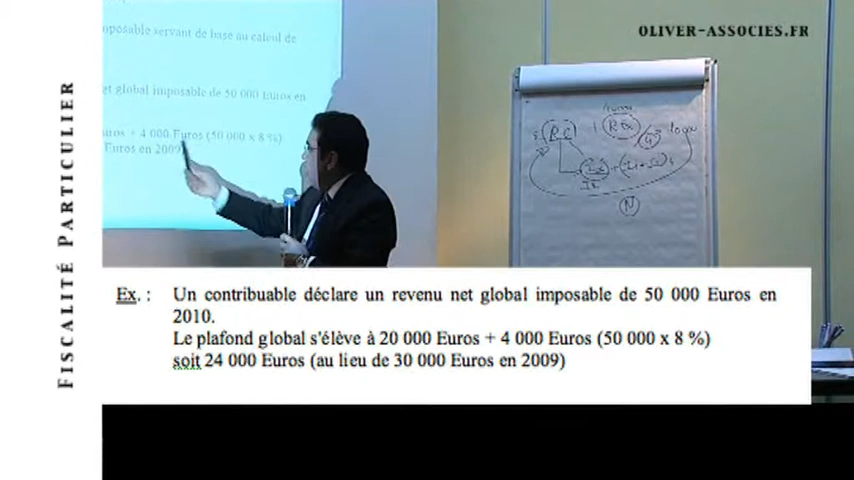 OLIVER-ASSOCIES.FR
FISCALITÉ PARTICULIER
mposable servant de base au calcul de
et global imposable de 50 000 Euros en
uros + 4 000 Euros (50 000 x 8 %)
Euros en 2009)
Ex. : Un contribuable déclare un revenu net global imposable de 50 000 Euros en
2010.
Le plafond global s'élève à 20 000 Euros + 4 000 Euros (50 000 x 8 %)
soit 24 000 Euros (au lieu de 30 000 Euros en 2009)
N